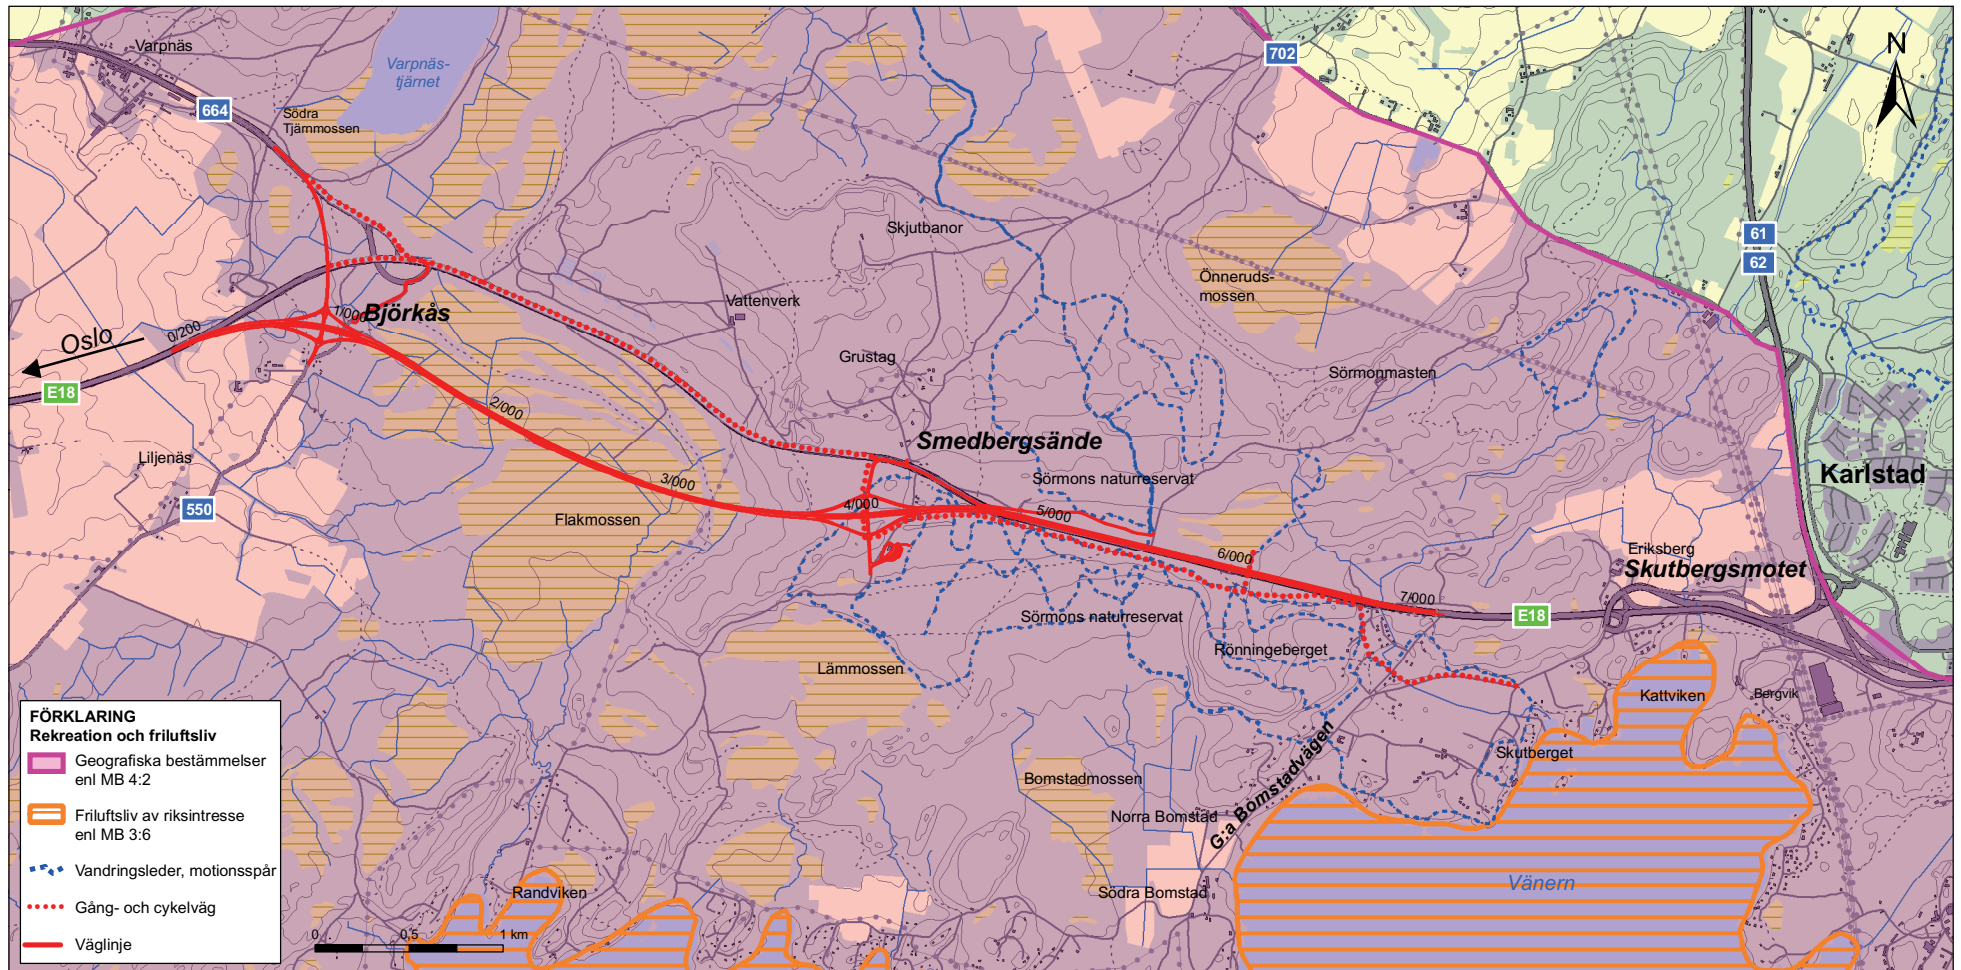 Varpnäs
Varpnäs-
tjärnet
702
N
664
Södra
Tjärnmossen
61
62
Skjutbanor
Önneruds-
mossen
Vattenverk
1/000
Björkås
0/200
Oslo
E18
Grustag
Sörmonmasten
2/000
Smedbergsände
Liljenäs
Karlstad
3/000
Sörmons naturreservat
4/000
5/000
550
Flakmossen
6/000
Eriksberg
Skutbergsmotet
7/000
E18
Sörmons naturreservat
Rönningeberget
Lämmossen
Kattviken
Bergvik
Skutberget
Bomstadmossen
G:a Bomstadvägen
Norra Bomstad
Vänern
Randviken
Södra Bomstad
FÖRKLARING
Rekreation och friluftsliv
Geografiska bestämmelser
enl MB 4:2
Friluftsliv av riksintresse
enl MB 3:6
Vandringsleder, motionsspår
Gång- och cykelväg
Väglinje
0 0,5 1 km